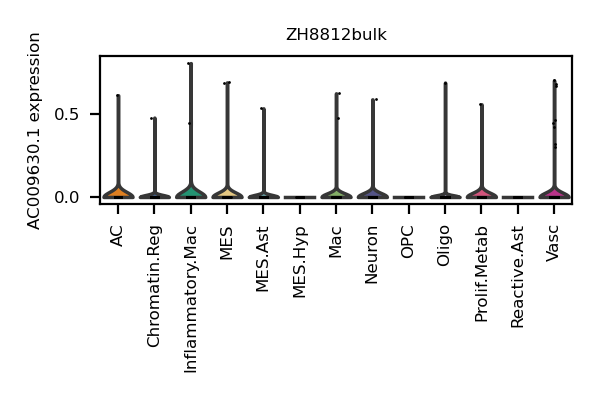 ZH8812bulk
AC009630.1 expression
0.5
0.0
AC
Chromatin.Reg
Inflammatory.Mac
MES
MES.Ast
MES.Hyp
Mac
Neuron
OPC
Oligo
Prolif.Metab
Reactive.Ast
Vasc